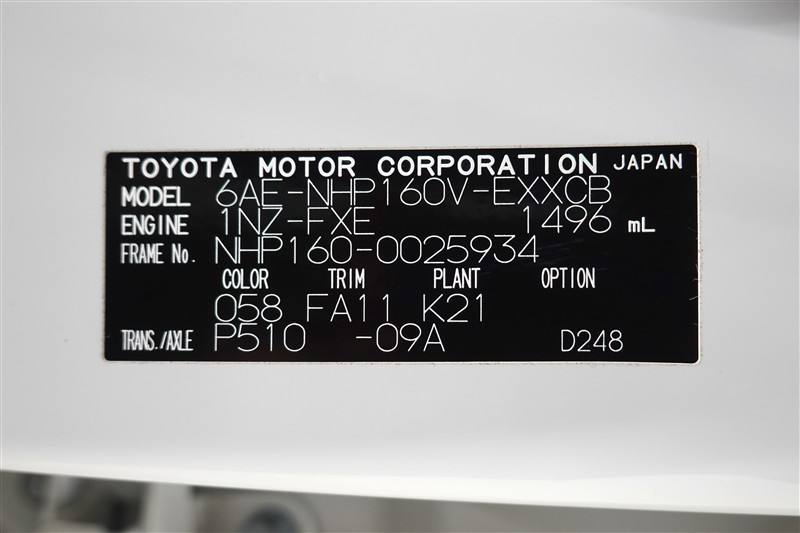 TOYOTA MOTOR CORPORATION JAPAN
MODEL 6AE-NHP160V-EXXCB
ENGINE 1NZ-FXE 1496 mL
FRAME No. NHP160-0025934
COLOR TRIM PLANT OPTION
058 FA11 K21
TRANS./AXLE P510 -09A D248